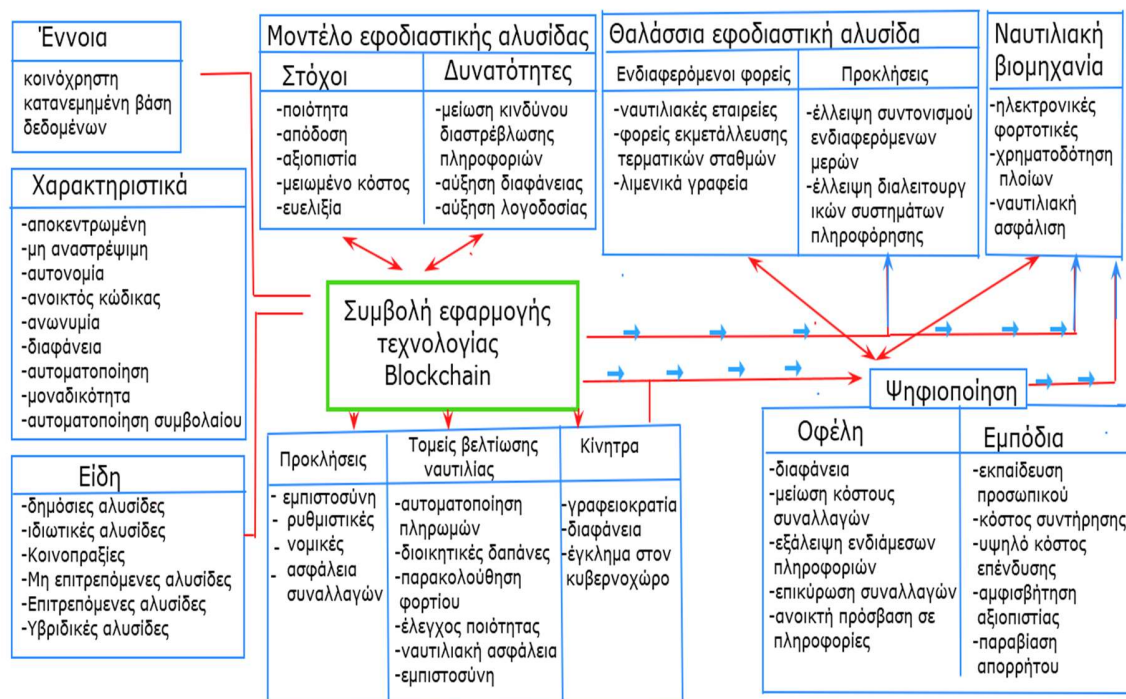 Έννοια
κοινόχρηστη
κατανεμημένη βάση
δεδομένων
Χαρακτηριστικά
-αποκεντρωμένη
-μη αναστρέψιμη
-αυτονομία
-ανοικτός κώδικας
-ανωνυμία
-διαφάνεια
-αυτοματοποίηση
-μοναδικότητα
-αυτοματοποίηση συμβολαίου
Είδη
-δημόσιες αλυσίδες
-ιδιωτικές αλυσίδες
-Κοινοπραξίες
-Μη επιτρεπόμενες αλυσίδες
-Επιτρεπόμενες αλυσίδες
-Υβριδικές αλυσίδες
Μοντέλο εφοδιαστικής αλυσίδας
Στόχοι
-ποιότητα
-απόδοση
-αξιοπιστία
-μειωμένο κόστος
-ευελιξία
Δυνατότητες
-μείωση κινδύνου
διαστρέβλωσης
πληροφοριών
-αύξηση διαφάνειας
-αύξηση λογοδοσίας
Θαλάσσια εφοδιαστική αλυσίδα
Ενδιαφερόμενοι φορείς
-ναυτιλιακές εταιρείες
-φορείς εκμετάλλευσης
τερματικών σταθμών
-λιμενικά γραφεία
Προκλήσεις
-έλλειψη συντονισμού
ενδιαφερόμενων
μερών
-έλλειψη διαλειτουργ
ικών συστημάτων
πληροφόρησης
Ναυτιλιακή
βιομηχανία
-ηλεκτρονικές
φορτοτικές
-χρηματοδότηση
πλοίων
-ναυτιλιακή
ασφάλιση
Συμβολή εφαρμογής
τεχνολογίας
Blockchain
Προκλήσεις
- εμπιστοσύνη
- ρυθμιστικές
- νομικές
- ασφάλεια
συναλλαγών
Τομείς βελτίωσης
ναυτιλίας
-αυτοματοποίηση
πληρωμών
-διοικητικές δαπάνες
-παρακολούθηση
φορτίου
-έλεγχος ποιότητας
-ναυτιλιακή ασφάλεια
-εμπιστοσύνη
Κίνητρα
-γραφειοκρατία
-διαφάνεια
-έγκλημα στον
κυβερνοχώρο
Ψηφιοποίηση
Οφέλη
-διαφάνεια
-μείωση κόστους
συναλλαγών
-εξάλειψη ενδιάμεσων
πληροφοριών
-επικύρωση συναλλαγών
-ανοικτή πρόσβαση σε
πληροφορίες
Εμπόδια
-εκπαίδευση
προσωπικού
-κόστος συντήρησης
-υψηλό κόστος
επένδυσης
-αμφισβήτηση
αξιοπιστίας
-παραβίαση
απορρήτου